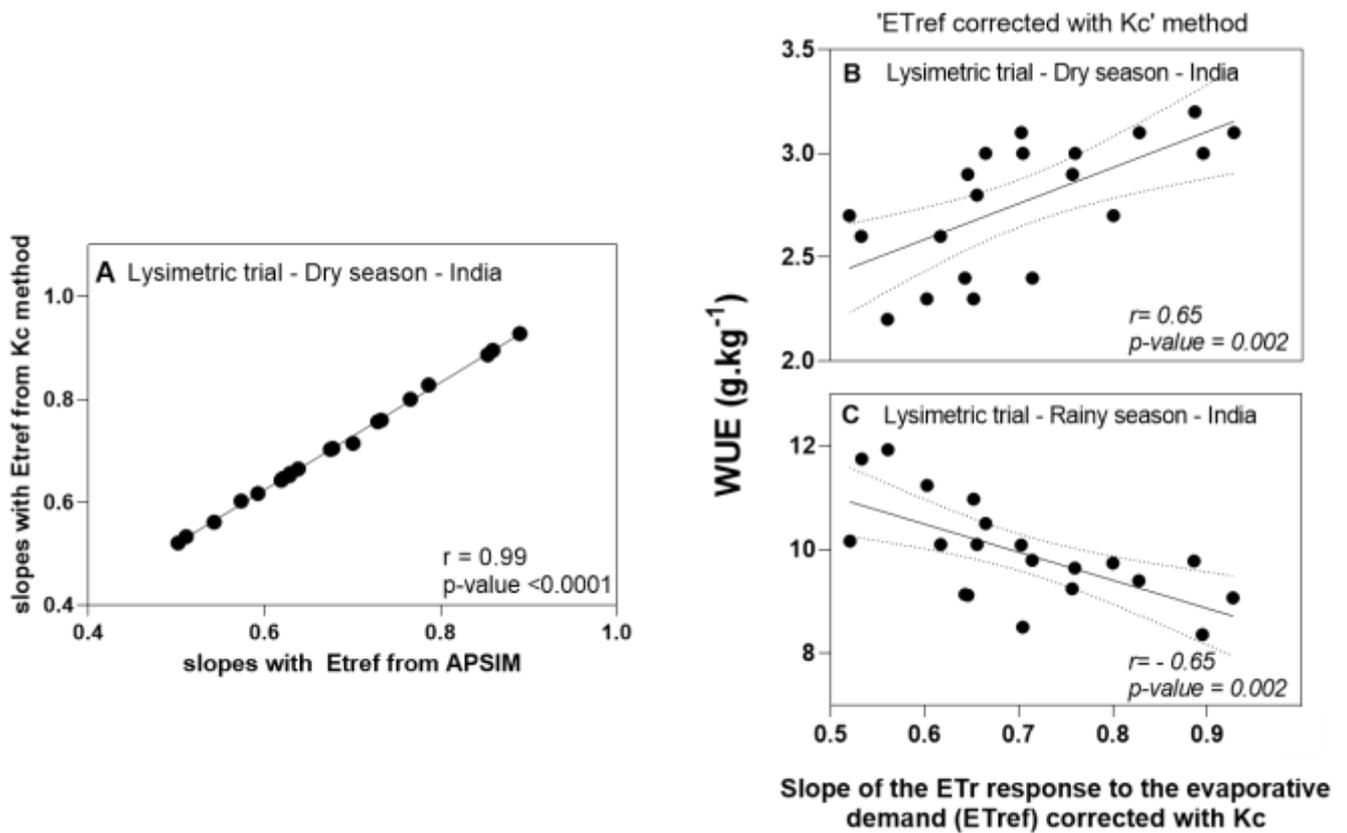 A Lysimetric trial - Dry season - India
slopes with Etref from Kc method
1.0
0.8
0.6
0.4
r = 0.99
p-value <0.0001
0.4 0.6 0.8 1.0
slopes with Etref from APSIM
'ETref corrected with Kc' method
B Lysimetric trial - Dry season - India
3.5
3.0
2.5
2.0
r= 0.65
p-value = 0.002
WUE (g.kg-1)
C Lysimetric trial - Rainy season - India
12
10
8
r= - 0.65
p-value = 0.002
0.5 0.6 0.7 0.8 0.9
Slope of the ETr response to the evaporative
demand (ETref) corrected with Kc